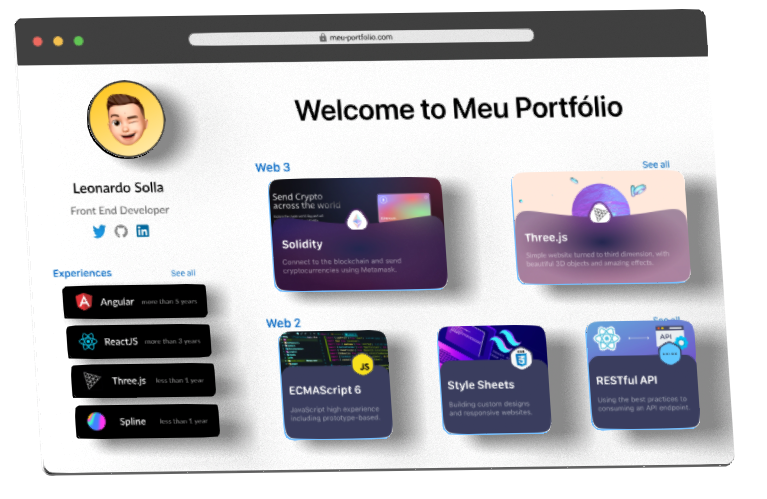 meu-portfolio.com
Welcome to Meu Portfólio
Leonardo Solla
Front End Developer
Experiences
See all
Angular
more than 5 years
ReactJS
more than 3 years
Three.js
less than 1 year
Spline
less than 1 year
Web 3
See all
Send Crypto
across the world
Solidity
Connect to the blockchain and send
cryptocurrencies using Metamask.
Three.js
Simple website turned to third dimension, with
beautiful 3D objects and amazing effects.
Web 2
See all
JS
ECMAScript 6
JavaScript high experience
including prototype-based.
CSS
3
Style Sheets
Building custom designs
and responsive websites.
API
RESTful API
Using the best practices to
consuming an API endpoint.